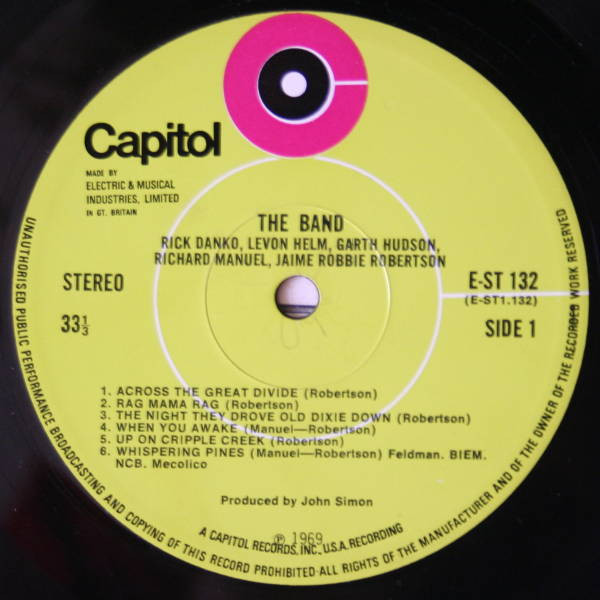 Capitol
MADE BY
ELECTRIC & MUSICAL
INDUSTRIES, LIMITED
IN GT. BRITAIN
THE BAND
RICK DANKO, LEVON HELM, GARTH HUDSON,
RICHARD MANUEL, JAIME ROBBIE ROBERTSON
STEREO
33⅓
E-ST 132
(E-ST1.132)
SIDE 1
1. ACROSS THE GREAT DIVIDE (Robertson)
2. RAG MAMA RAG (Robertson)
3. THE NIGHT THEY DROVE OLD DIXIE DOWN (Robertson)
4. WHEN YOU AWAKE (Manuel—Robertson)
5. UP ON CRIPPLE CREEK (Robertson)
6. WHISPERING PINES (Manuel—Robertson) Feldman. BIEM.
NCB. Mecolico
Produced by John Simon
℗ 1969
A CAPITOL RECORDS, INC., U.S.A. RECORDING
UNAUTHORISED PUBLIC PERFORMANCE BROADCASTING AND COPYING OF THIS RECORD PROHIBITED-ALL RIGHTS OF THE MANUFACTURER AND OF THE OWNER OF THE RECORDED WORK RESERVED